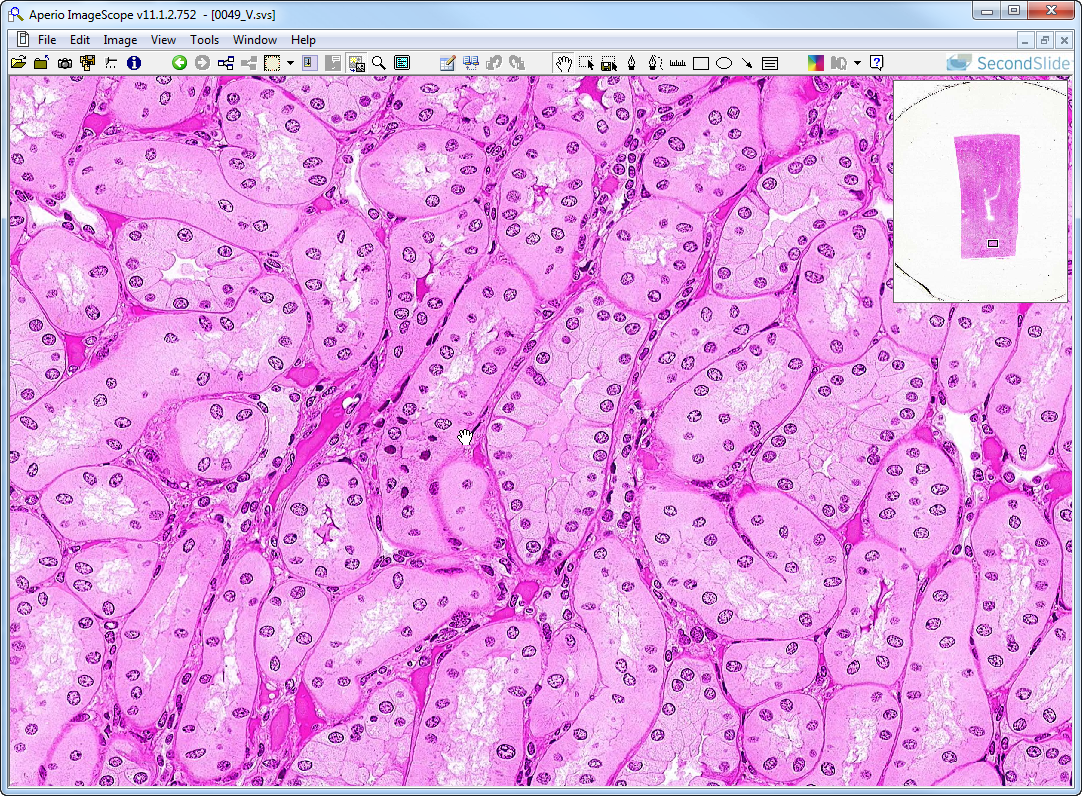 Aperio ImageScope v11.1.2.752 - [0049_V.svs]
File Edit Image View Tools Window Help
SecondSlide